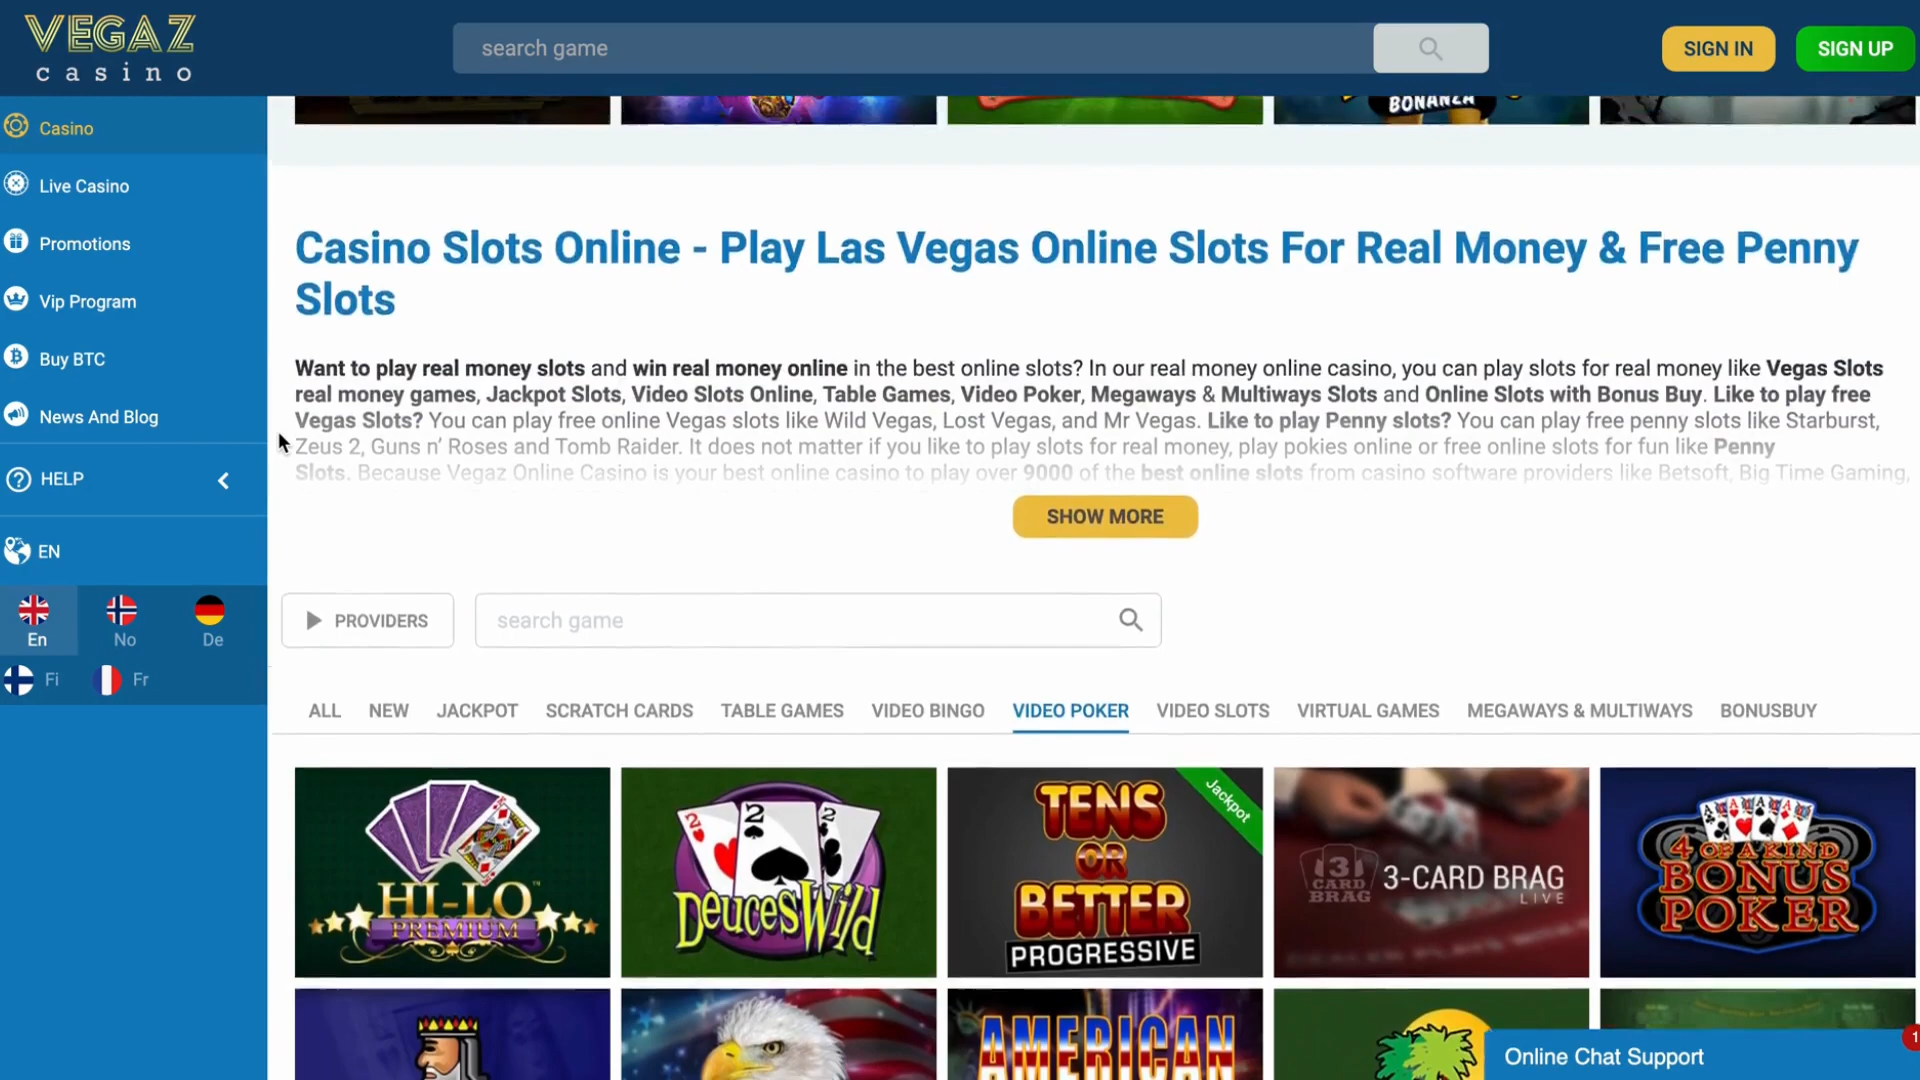 VEGAZ
casino
search game
SIGN IN
SIGN UP
Casino
Live Casino
Promotions
Vip Program
Buy BTC
News And Blog
HELP
EN
En
No
De
Fi
Fr
BONANZA
Casino Slots Online - Play Las Vegas Online Slots For Real Money & Free Penny
Slots
Want to play real money slots and win real money online in the best online slots? In our real money online casino, you can play slots for real money like Vegas Slots
real money games, Jackpot Slots, Video Slots Online, Table Games, Video Poker, Megaways & Multiways Slots and Online Slots with Bonus Buy. Like to play free
Vegas Slots? You can play free online Vegas slots like Wild Vegas, Lost Vegas, and Mr Vegas. Like to play Penny slots? You can play free penny slots like Starburst,
Zeus 2, Guns n’ Roses and Tomb Raider. It does not matter if you like to play slots for real money, play pokies online or free online slots for fun like Penny
Slots. Because Vegaz Online Casino is your best online casino to play over 9000 of the best online slots from casino software providers like Betsoft, Big Time Gaming,
SHOW MORE
PROVIDERS
search game
ALL
NEW
JACKPOT
SCRATCH CARDS
TABLE GAMES
VIDEO BINGO
VIDEO POKER
VIDEO SLOTS
VIRTUAL GAMES
MEGAWAYS & MULTIWAYS
BONUSBUY
HI-LO™
PREMIUM
2 2 2
Deuces Wild
TENS
OR
BETTER
PROGRESSIVE
Jackpot
3
CARD
BRAG
3-CARD BRAG
LIVE
A A A A
4 OF A KIND
BONUS
POKER
AMERICAN
Online Chat Support
1